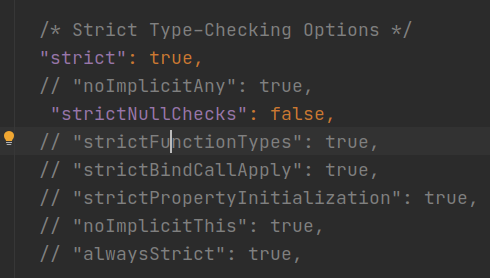 /* Strict Type-Checking Options */
"strict": true,
// "noImplicitAny": true,
"strictNullChecks": false,
// "strictFunctionTypes": true,
// "strictBindCallApply": true,
// "strictPropertyInitialization": true,
// "noImplicitThis": true,
// "alwaysStrict": true,